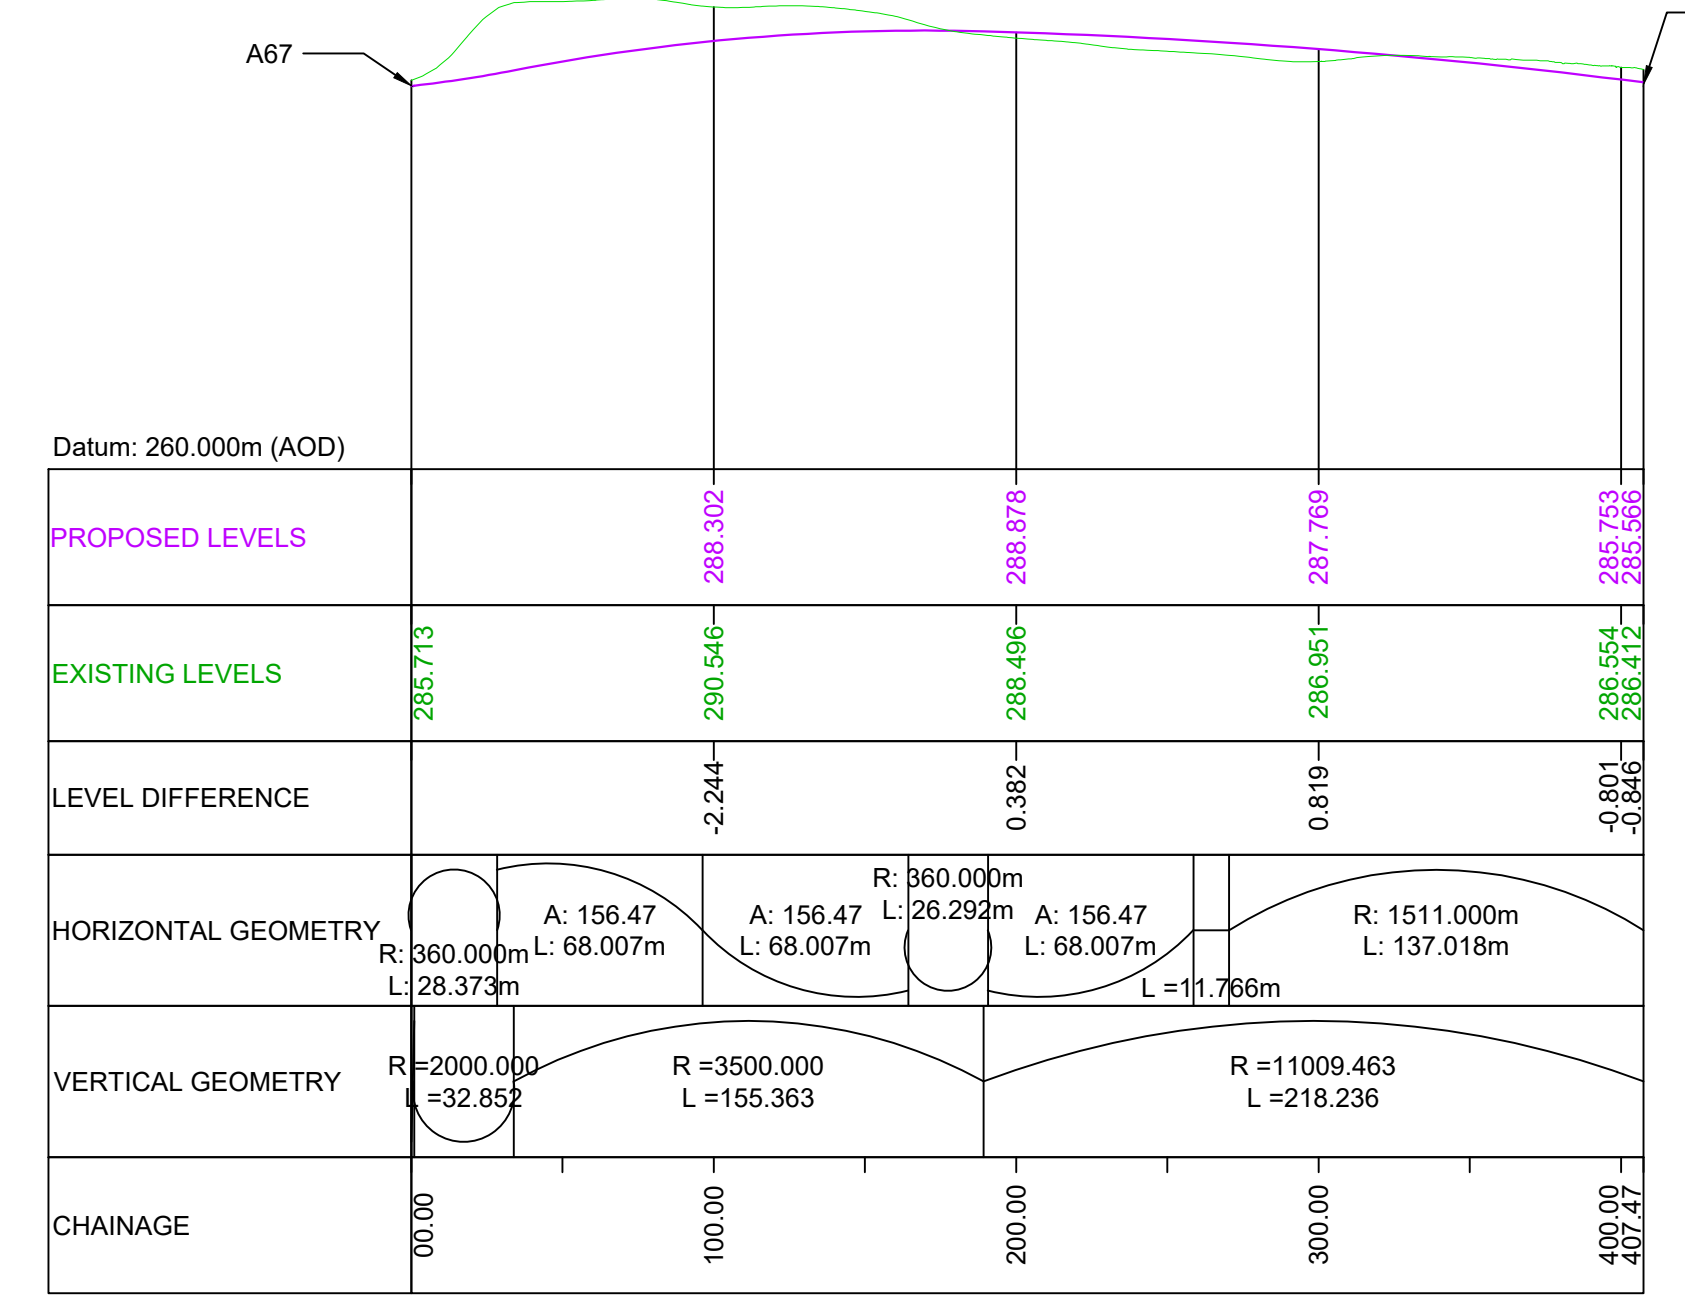 A67
Datum: 260.000m (AOD)
PROPOSED LEVELS
288.302
288.878
287.769
285.753
285.566
EXISTING LEVELS
285.713
290.546
288.496
286.951
286.554
286.412
LEVEL DIFFERENCE
-2.244
0.382
0.819
-0.801
-0.846
HORIZONTAL GEOMETRY
R: 360.000m
L: 28.373m
A: 156.47
L: 68.007m
A: 156.47
L: 68.007m
R: 360.000m
L: 26.292m
A: 156.47
L: 68.007m
L =11.766m
R: 1511.000m
L: 137.018m
VERTICAL GEOMETRY
R =2000.000
L =32.852
R =3500.000
L =155.363
R =11009.463
L =218.236
CHAINAGE
00.00
100.00
200.00
300.00
400.00
407.47